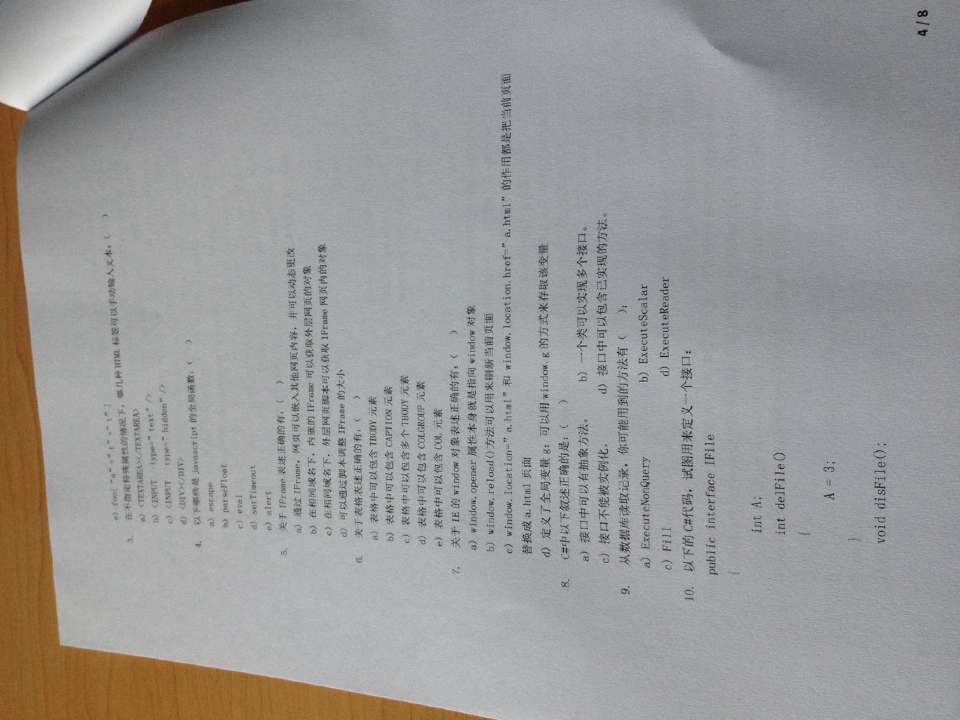 e) foo( "a" +" t" +" t" )
3. 在不指定特殊属性的情况下，哪几种 HTML 标签可以手动输入文本：( )
a) <TEXTAREA></TEXTAREA>
b) <INPUT type=" text" />
c) <INPUT type=" hidden" />
d) <DIV></DIV>
4. 以下哪些是 javascript 的全局函数：( )
a) escape
b) parseFloat
c) eval
d) setTimeout
e) alert
5. 关于 IFrame 表述正确的有：( )
a) 通过 IFrame，网页可以嵌入其他网页内容，并可以动态更改
b) 在相同域名下，内嵌的 IFrame 可以获取外层网页的对象
c) 在相同域名下，外层网页脚本可以获取 IFrame 网页内的对象
d) 可以通过脚本调整 IFrame 的大小
6. 关于表格表述正确的有：( )
a) 表格中可以包含 TBODY 元素
b) 表格中可以包含 CAPTION 元素
c) 表格中可以包含多个 TBODY 元素
d) 表格中可以包含 COLGROUP 元素
e) 表格中可以包含 COL 元素
7. 关于 IE 的 window 对象表述正确的有：( )
a) window.opener 属性本身就是指向 window 对象
b) window.reload()方法可以用来刷新当前页面
c) window.location=" a.html" 和 window.location.href=" a.html" 的作用都是把当前页面
替换成 a.html 页面
d) 定义了全局变量 g；可以用 window.g 的方式来存取该变量
8. C#中以下叙述正确的是：( )
a) 接口中可以有抽象方法。 b) 一个类可以实现多个接口。
c) 接口不能被实例化。 d) 接口中可以包含已实现的方法。
9. 从数据库读取记录，你可能用到的方法有 ( )：
a) ExecuteNonQuery b) ExecuteScalar
c) Fill d) ExecuteReader
10. 以下的 C#代码，试图用来定义一个接口：
public interface IFile
{
int A;
int delFile()
{
A = 3;
}
void disFile();
4 / 8